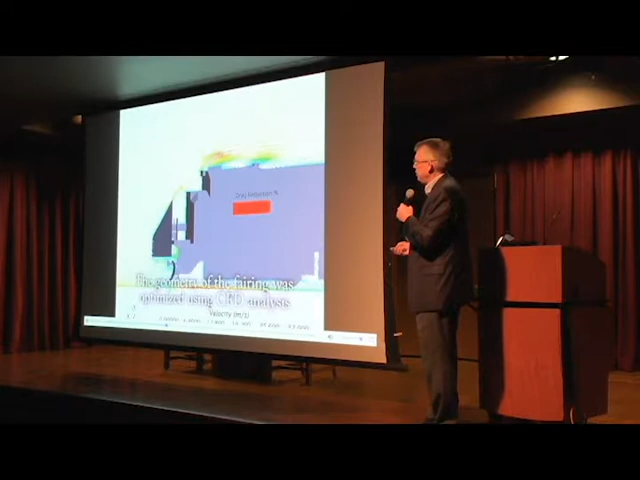 Drag Reduction %
The geometry of the fairing was
optimized using CFD analysis
Velocity (m/s)